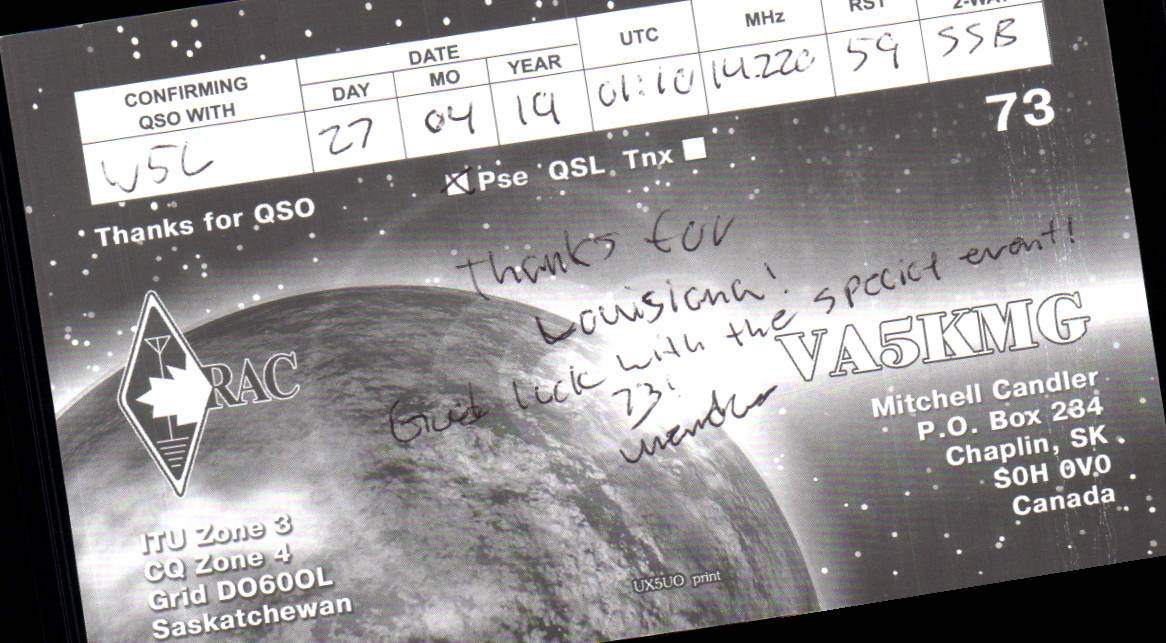 DATE UTC MHz RST 2-WAY
CONFIRMING QSO WITH DAY MO YEAR
W5L 27 04 19 01:10 14.220 59 SSB
73
Pse QSL Tnx
Thanks for QSO
Thanks for
Louisiana!
Good luck with the special event!
73!
RAC
VA5KMG
Mitchell Candler
P.O. Box 234
Chaplin, SK
S0H 0V0
Canada
ITU Zone 3
CQ Zone 4
Grid DO60OL
Saskatchewan
UX5UO print